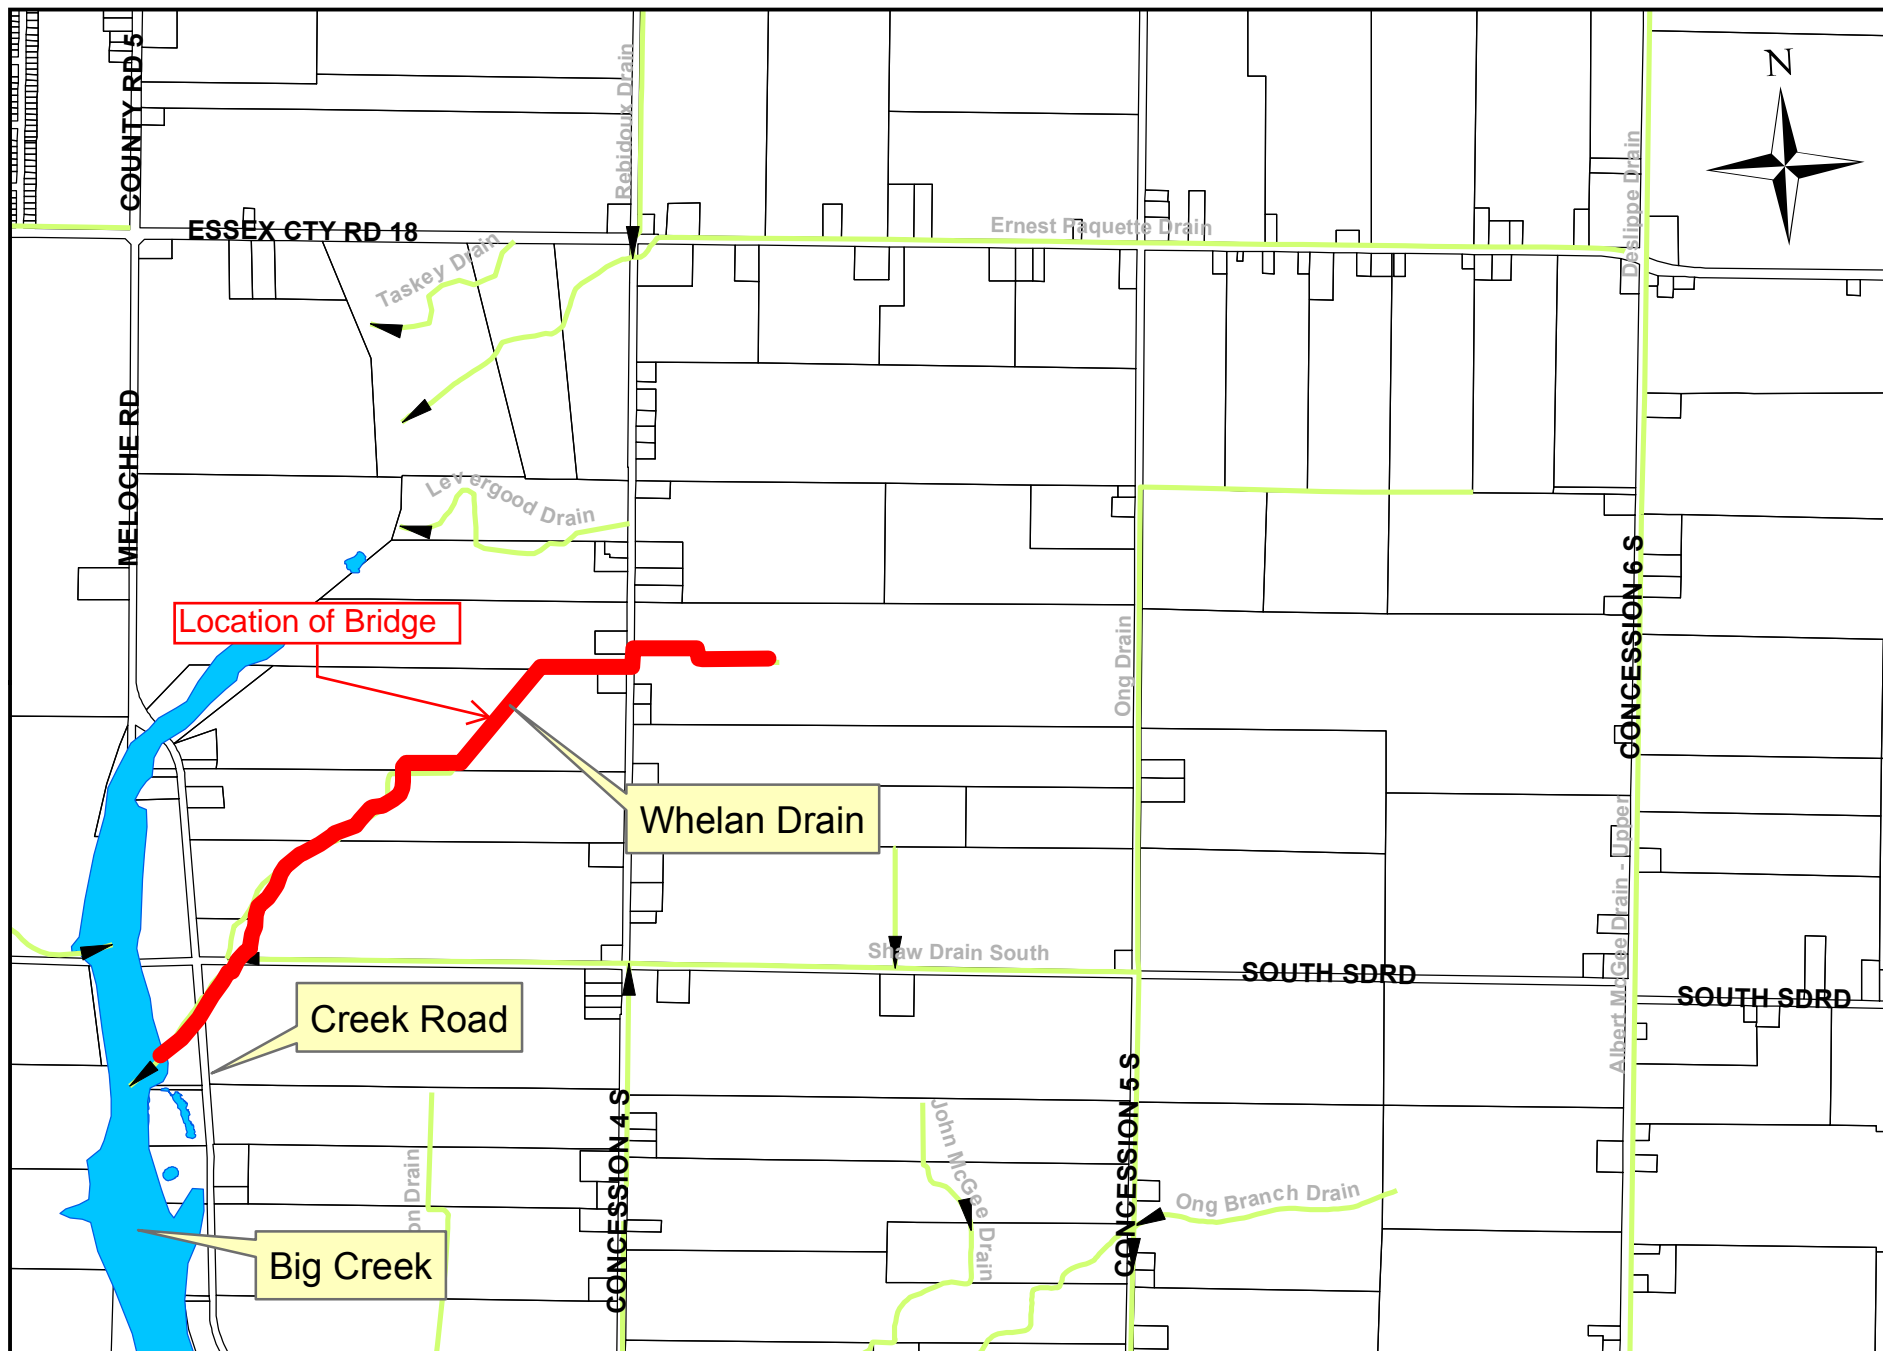 N
COUNTY RD 5
Rebidoux Drain
Deslippe Drain
ESSEX CTY RD 18
Ernest Paquette Drain
Taskey Drain
MELOCHE RD
Levergood Drain
CONCESSION 6 S
Location of Bridge
Ong Drain
Whelan Drain
Albert McGee Drain - Upper
Shaw Drain South
SOUTH SDRD
SOUTH SDRD
Creek Road
CONCESSION 4 S
CONCESSION 5 S
John McGee Drain
on Drain
Ong Branch Drain
Big Creek